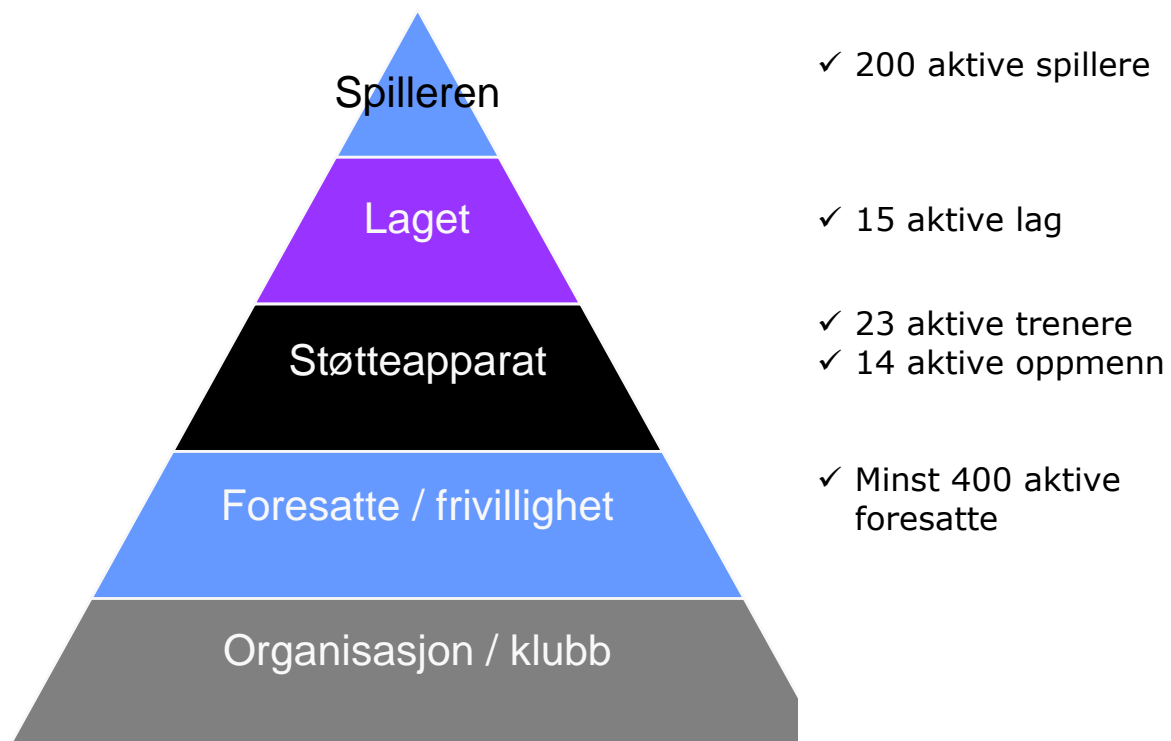 Spilleren
✓ 200 aktive spillere
Laget
✓ 15 aktive lag
Støtteapparat
✓ 23 aktive trenere
✓ 14 aktive oppmenn
Foresatte / frivillighet
✓ Minst 400 aktive
foresatte
Organisasjon / klubb